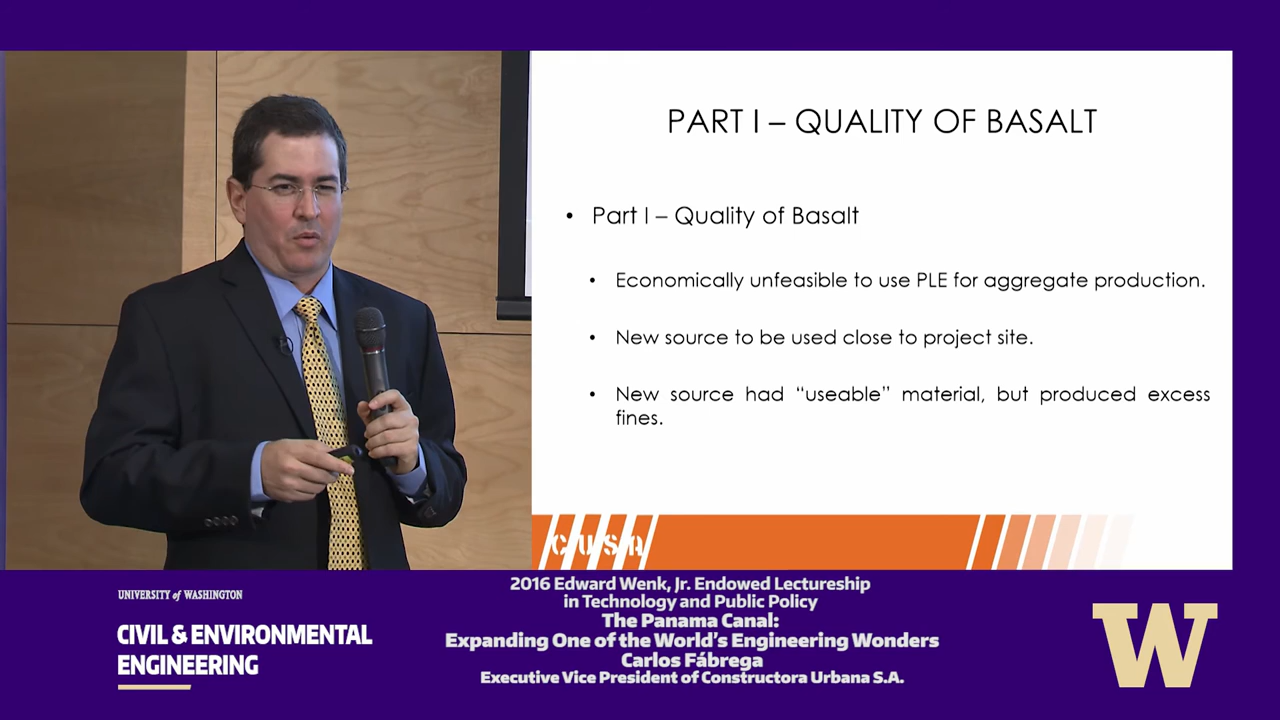 PART I – QUALITY OF BASALT
• Part I – Quality of Basalt
• Economically unfeasible to use PLE for aggregate production.
• New source to be used close to project site.
• New source had “useable” material, but produced excess
fines.
CUSA
UNIVERSITY of WASHINGTON
CIVIL & ENVIRONMENTAL
ENGINEERING
2016 Edward Wenk, Jr. Endowed Lectureship
in Technology and Public Policy
The Panama Canal:
Expanding One of the World’s Engineering Wonders
Carlos Fábrega
Executive Vice President of Constructora Urbana S.A.
W